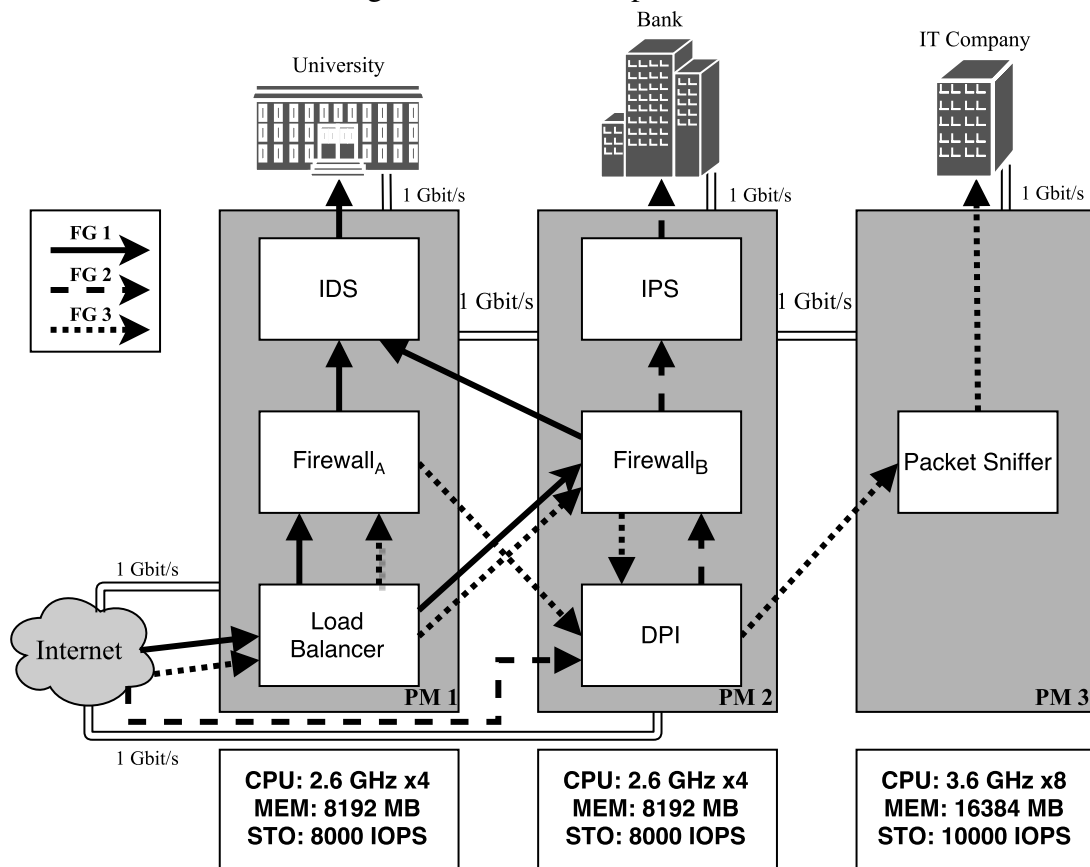 Bank
IT Company
University
1 Gbit/s
1 Gbit/s
1 Gbit/s
FG 1
FG 2
FG 3
IDS
IPS
1 Gbit/s
1 Gbit/s
Firewall_A
Firewall_B
Packet Sniffer
1 Gbit/s
Internet
Load
Balancer
DPI
PM 1
PM 2
PM 3
1 Gbit/s
CPU: 2.6 GHz x4
MEM: 8192 MB
STO: 8000 IOPS
CPU: 2.6 GHz x4
MEM: 8192 MB
STO: 8000 IOPS
CPU: 3.6 GHz x8
MEM: 16384 MB
STO: 10000 IOPS